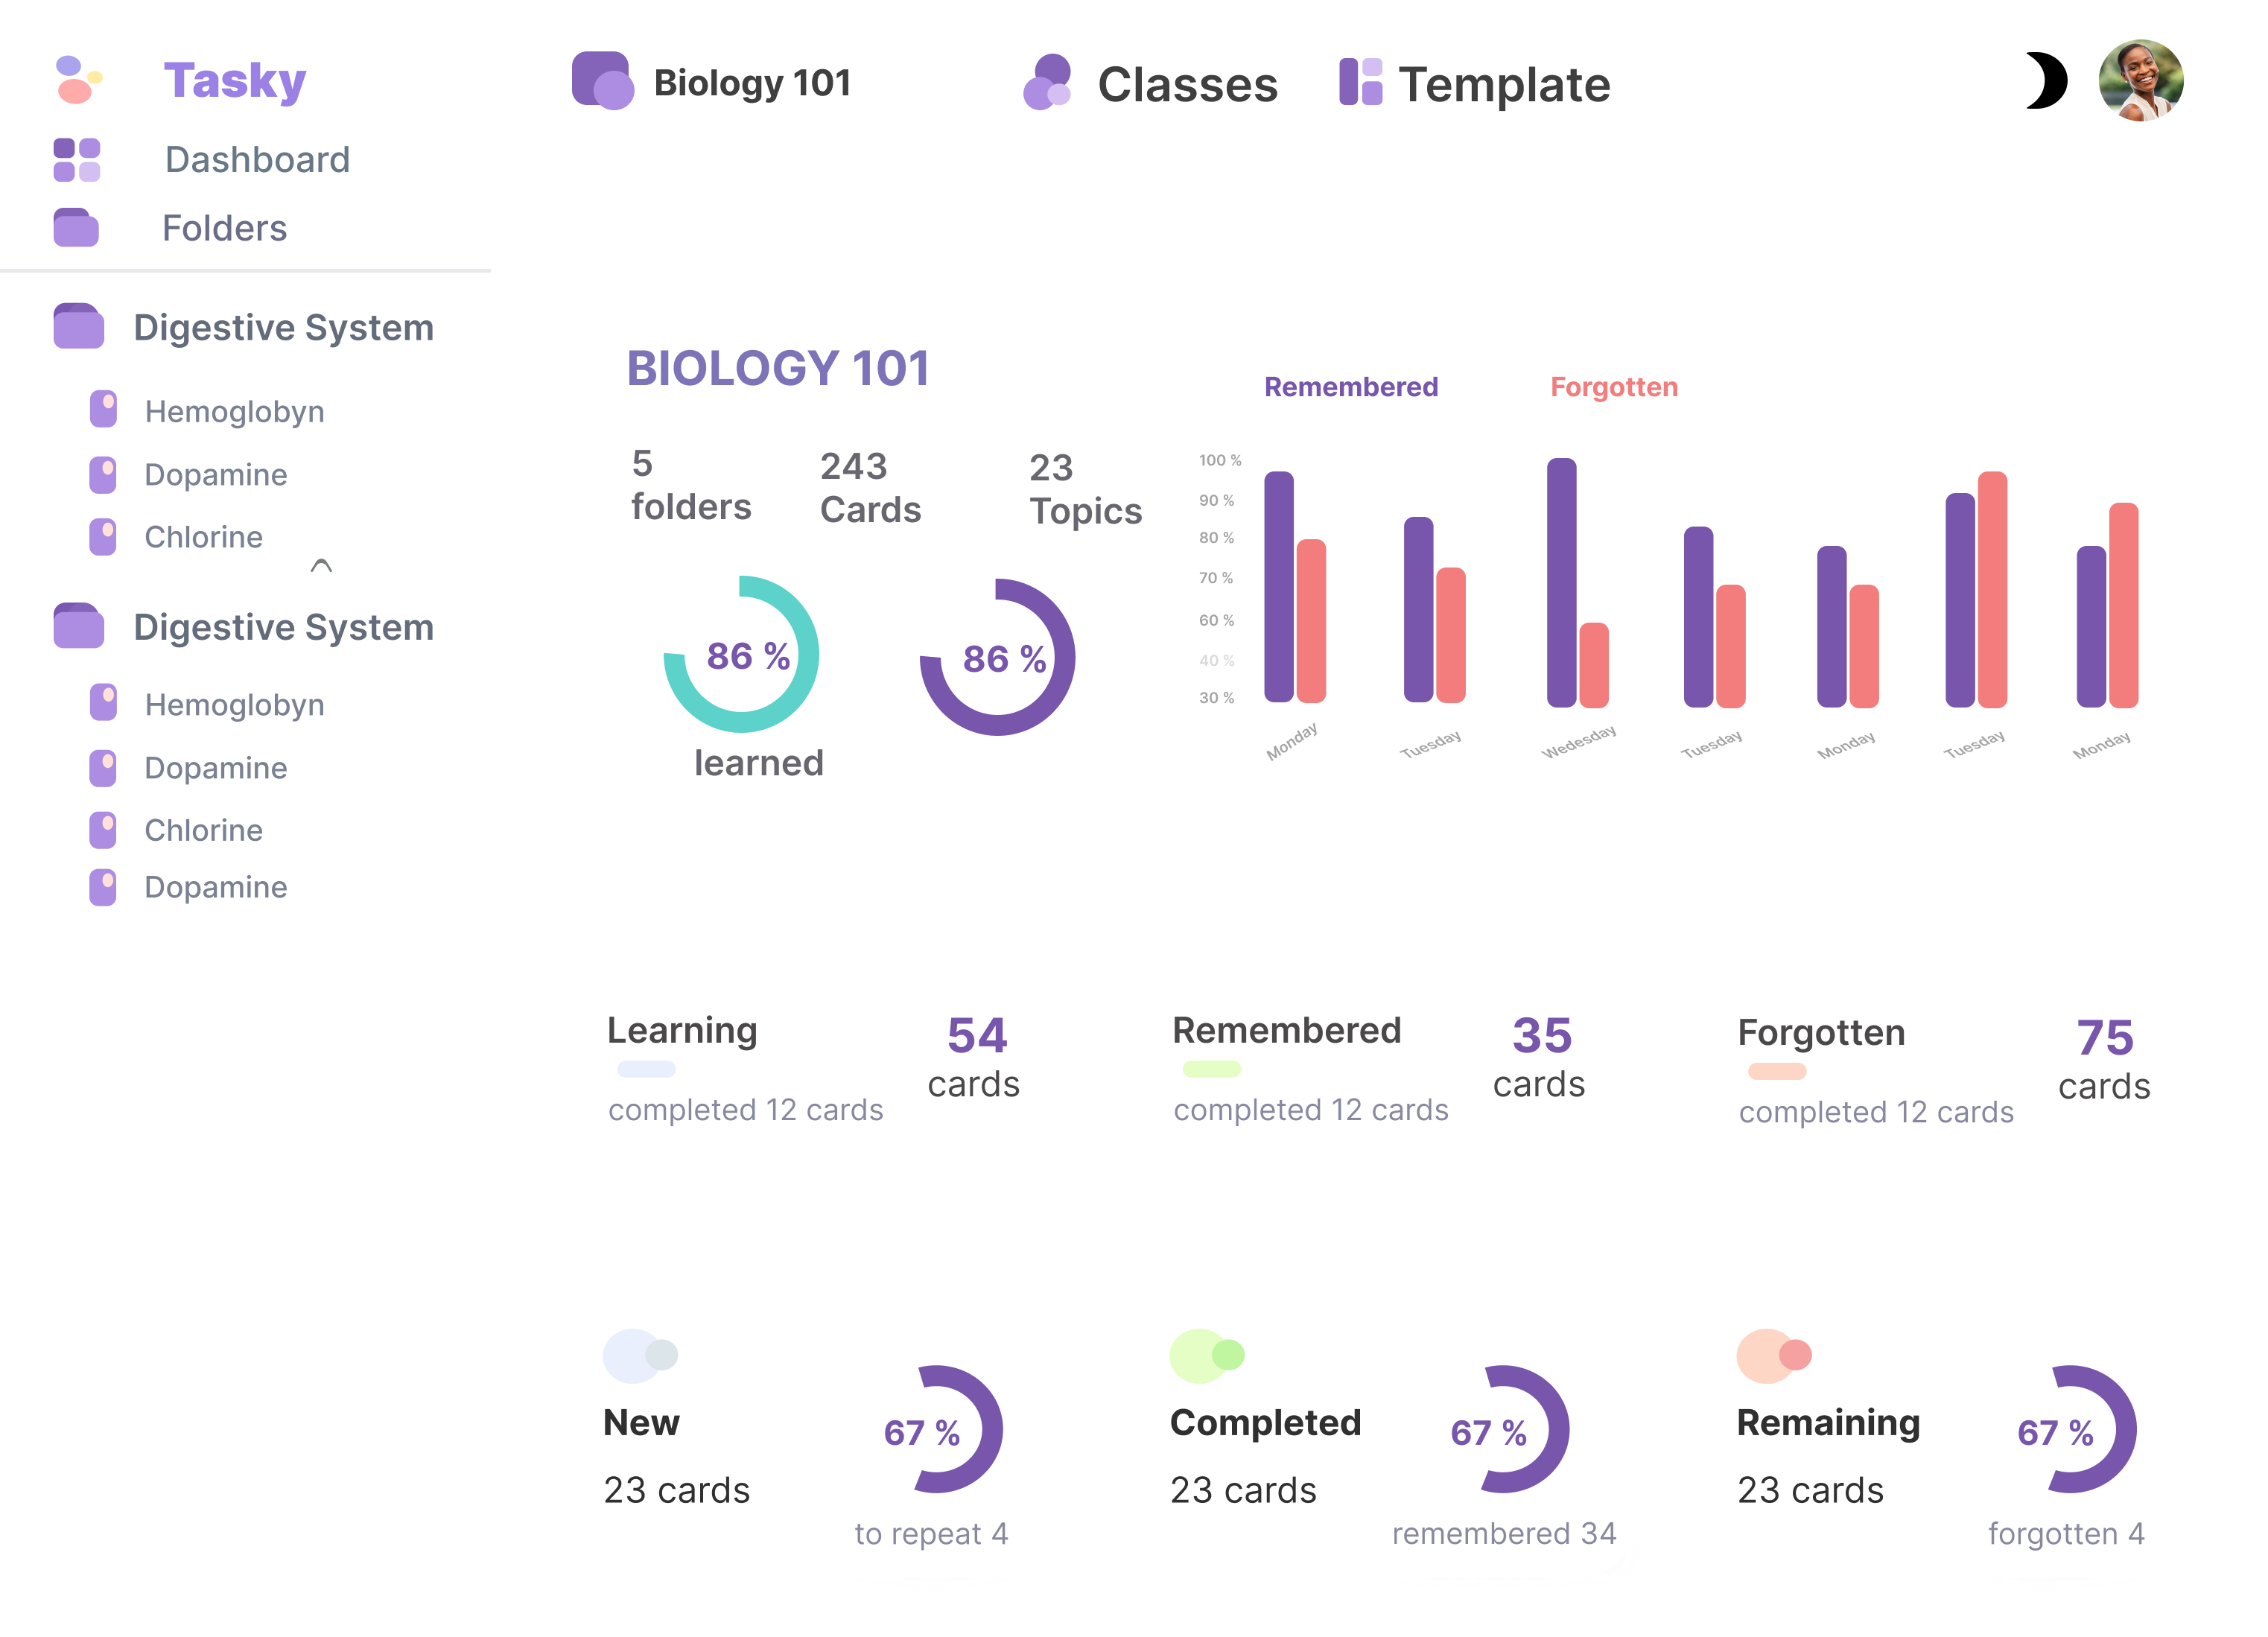 Tasky
Dashboard
Folders
Digestive System
Hemoglobyn
Dopamine
Chlorine
Digestive System
Hemoglobyn
Dopamine
Chlorine
Dopamine
Biology 101
Classes
Template
BIOLOGY 101
5
folders
243
Cards
23
Topics
86 %
learned
86 %
Remembered
Forgotten
100 %
90 %
80 %
70 %
60 %
40 %
30 %
Monday
Tuesday
Wedesday
Tuesday
Monday
Tuesday
Monday
Learning
54
cards
completed 12 cards
Remembered
35
cards
completed 12 cards
Forgotten
75
cards
completed 12 cards
New
23 cards
67 %
to repeat 4
Completed
23 cards
67 %
remembered 34
Remaining
23 cards
67 %
forgotten 4